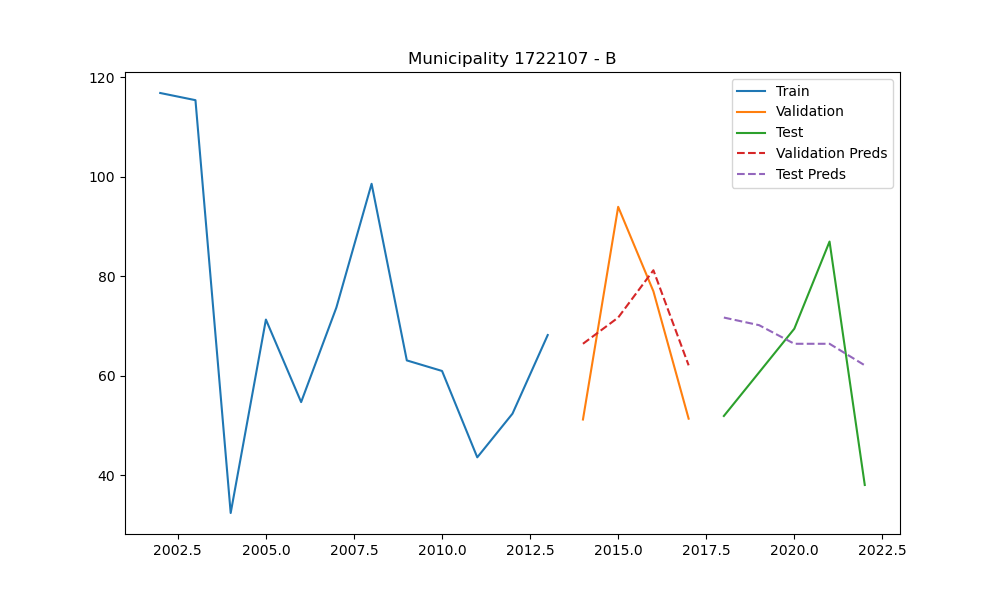 Municipality 1722107 - B
120
100
80
60
40
Train
Validation
Test
Validation Preds
Test Preds
2002.5 2005.0 2007.5 2010.0 2012.5 2015.0 2017.5 2020.0 2022.5